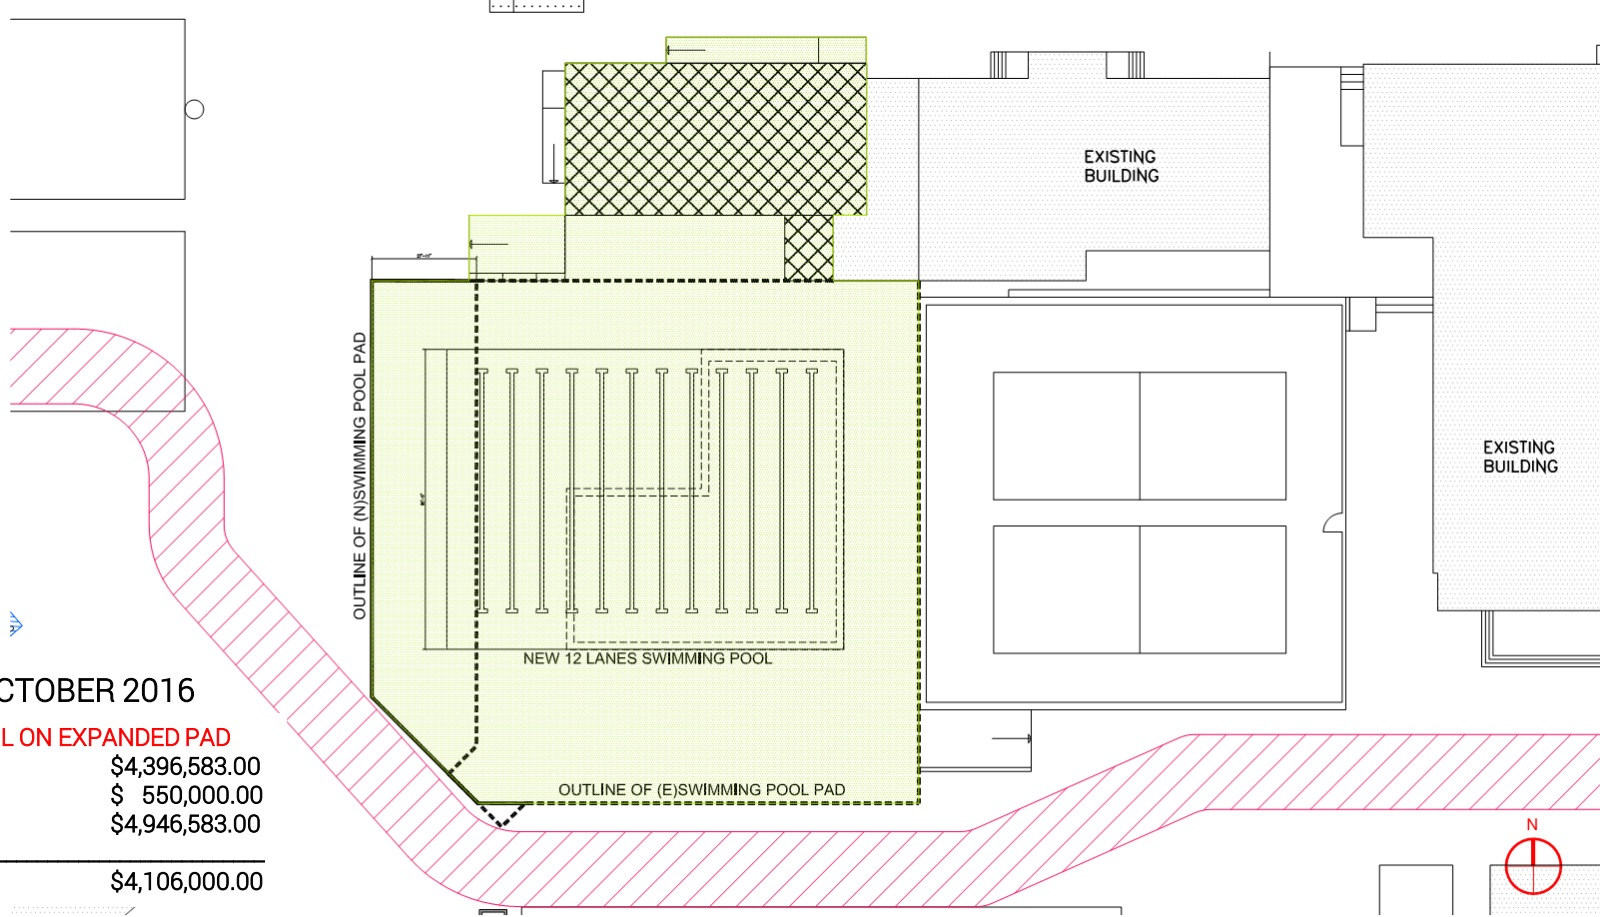 EXISTING
BUILDING
OUTLINE OF (N)SWIMMING POOL PAD
EXISTING
BUILDING
NEW 12 LANES SWIMMING POOL
CTOBER 2016
L ON EXPANDED PAD
$4,396,583.00
$ 550,000.00
$4,946,583.00
$4,106,000.00
OUTLINE OF (E)SWIMMING POOL PAD
N